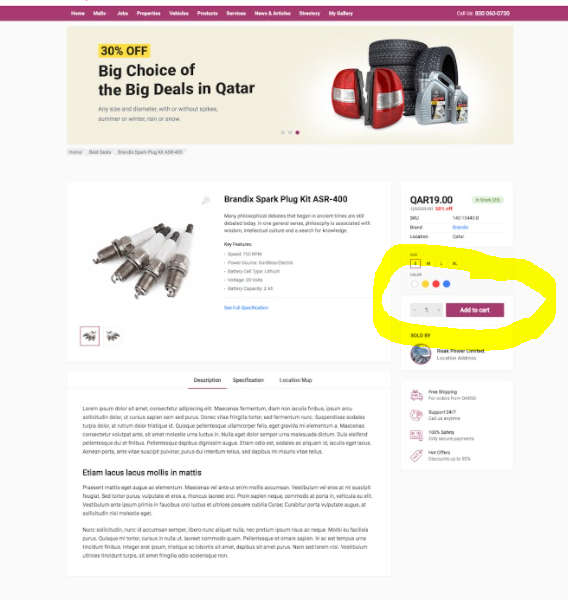 Home Malls Jobs Properties Vehicles Products Services News & Articles Directory My Gallery Call Us: 800 060-0730
30% OFF
Big Choice of
the Big Deals in Qatar
Any size and diameter, with or without spikes,
summer or winter, rain or snow.
Home Best Deals Brandix Spark Plug Kit ASR-400
Brandix Spark Plug Kit ASR-400
Many philosophical debates that began in ancient times are still
debated today. In one general sense, philosophy is associated with
wisdom, intellectual culture and a search for knowledge.
Key Features:
Speed: 750 RPM
Power Source: Cordless-Electric
Battery Cell Type: Lithium
Voltage: 20 Volts
Battery Capacity: 2 Ah
See Full Specification
QAR19.00 In Stock
50% off
SKU
Brand Brandix
Location Qatar
SIZE
S M L XL
COLOR
- 1 + Add to cart
SOLD BY
Roak Power Limited.
Location Address
Free Shipping
For orders from QAR50
Support 24/7
Call us anytime
100% Safety
Only secure payments
Hot Offers
Discounts up to 90%
Description Specification Location Map
Lorem ipsum dolor sit amet, consectetur adipiscing elit. Maecenas fermentum, diam non iaculis finibus, ipsum arcu
sollicitudin dolor, ut cursus sapien sem sed purus. Donec vitae fringilla tortor, sed fermentum nunc. Suspendisse sodales
turpis dolor, at rutrum dolor tristique id. Quisque pellentesque ullamcorper felis, eget gravida mi elementum a. Maecenas
consectetur volutpat ante, sit amet molestie urna luctus in. Nulla eget dolor semper urna malesuada dictum. Duis eleifend
pellentesque dui et finibus. Pellentesque dapibus dignissim augue. Etiam odio est, sodales ac aliquam id, iaculis eget lacus.
Aenean porta, ante vitae suscipit pulvinar, purus dui interdum tellus, sed dapibus mi mauris vitae tellus.
Etiam lacus lacus mollis in mattis
Praesent mattis eget augue ac elementum. Maecenas vel ante ut enim mollis accumsan. Vestibulum vel eros at mi suscipit
feugiat. Sed tortor purus, vulputate et eros a, rhoncus laoreet orci. Proin sapien neque, commodo at porta in, vehicula eu elit.
Vestibulum ante ipsum primis in faucibus orci luctus et ultrices posuere cubilia Curae; Curabitur porta vulputate augue, at
sollicitudin nisl molestie eget.
Nunc sollicitudin, nunc id accumsan semper, libero nunc aliquet nulla, nec pretium ipsum risus ac neque. Morbi eu facilisis
purus. Quisque mi tortor, cursus in nulla ut, laoreet commodo quam. Pellentesque et ornare sapien. In ac est tempus urna
tincidunt finibus. Integer erat ipsum, tristique ac lobortis sit amet, dapibus sit amet purus. Nam sed lorem nisi. Vestibulum
ultrices tincidunt turpis, sit amet fringilla odio scelerisque non.